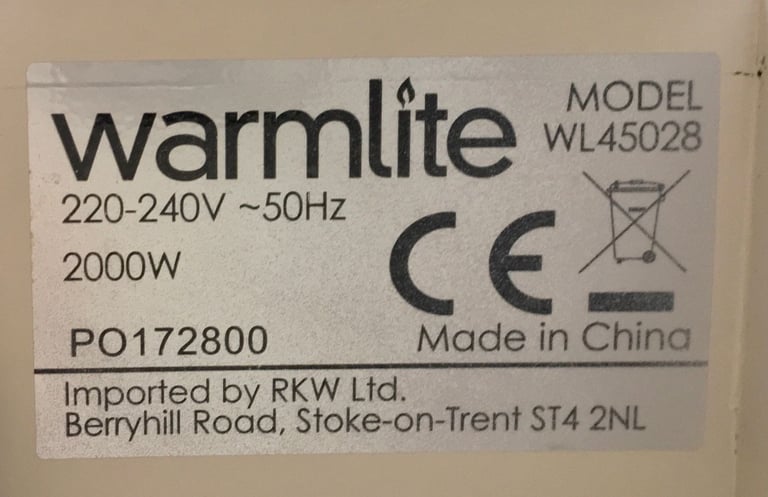 warmlite
MODEL
WL45028
220-240V ~50Hz
2000W
CE
PO172800
Made in China
Imported by RKW Ltd.
Berryhill Road, Stoke-on-Trent ST4 2NL